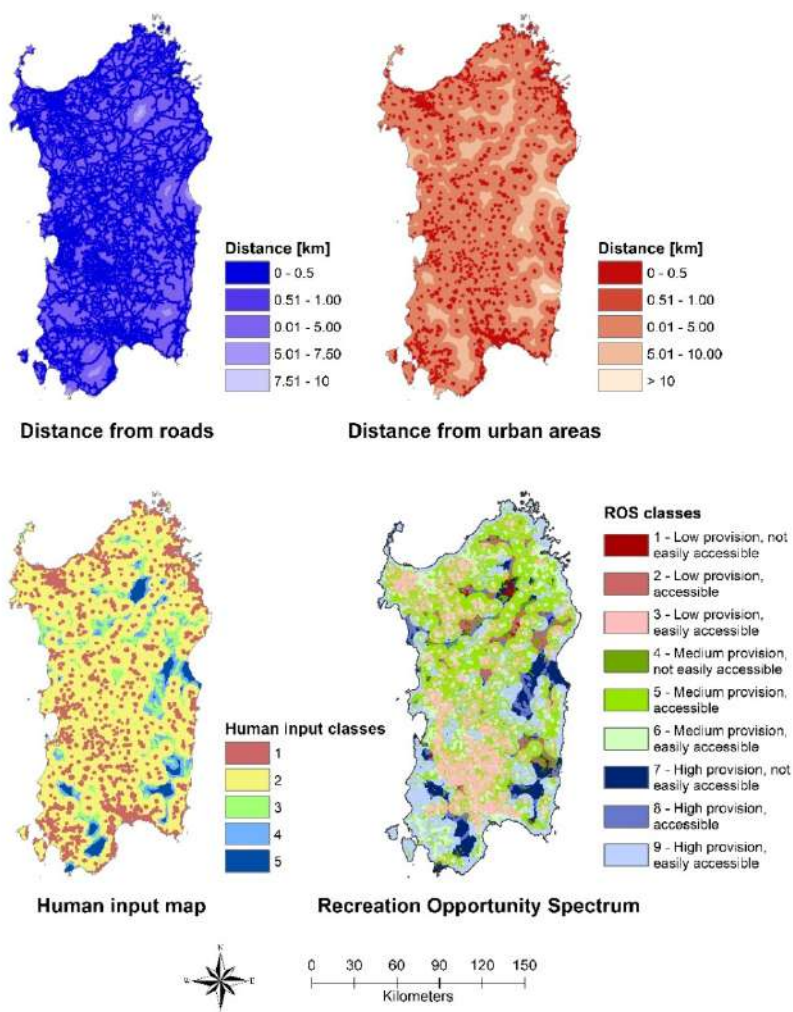 Distance [km]
0 - 0.5
0.51 - 1.00
0.01 - 5.00
5.01 - 7.50
7.51 - 10
Distance from roads
Distance [km]
0 - 0.5
0.51 - 1.00
0.01 - 5.00
5.01 - 10.00
> 10
Distance from urban areas
Human input classes
1
2
3
4
5
Human input map
ROS classes
1 - Low provision, not
easily accessible
2 - Low provision,
accessible
3 - Low provision,
easily accessible
4 - Medium provision,
not easily accessible
5 - Medium provision,
accessible
6 - Medium provision,
easily accessible
7 - High provision, not
easily accessible
8 - High provision,
accessible
9 - High provision,
easily accessible
Recreation Opportunity Spectrum
W
E
S
0 30 60 90 120 150
Kilometers